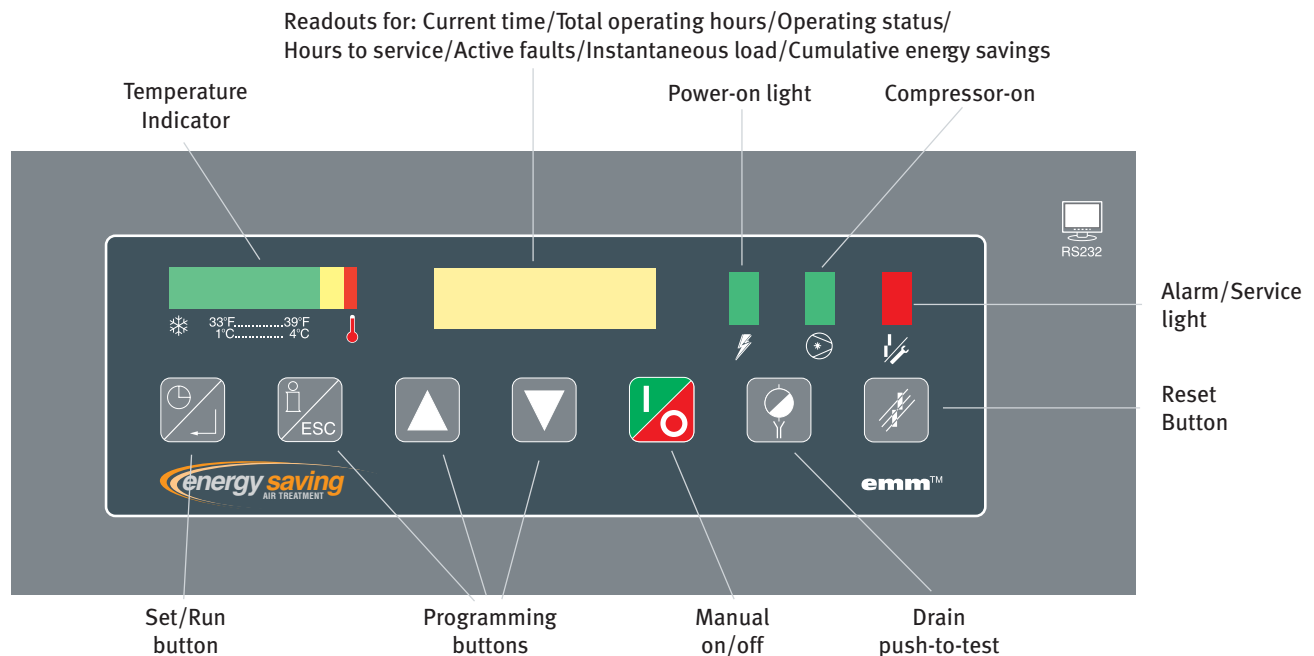 Readouts for: Current time/Total operating hours/Operating status/
Hours to service/Active faults/Instantaneous load/Cumulative energy savings
Temperature
Indicator
Power-on light
Compressor-on
RS232
33°F..............39°F
1°C.............. 4°C
Alarm/Service
light
ESC
Reset
Button
energy saving
AIR TREATMENT
emm™
Set/Run
button
Programming
buttons
Manual
on/off
Drain
push-to-test